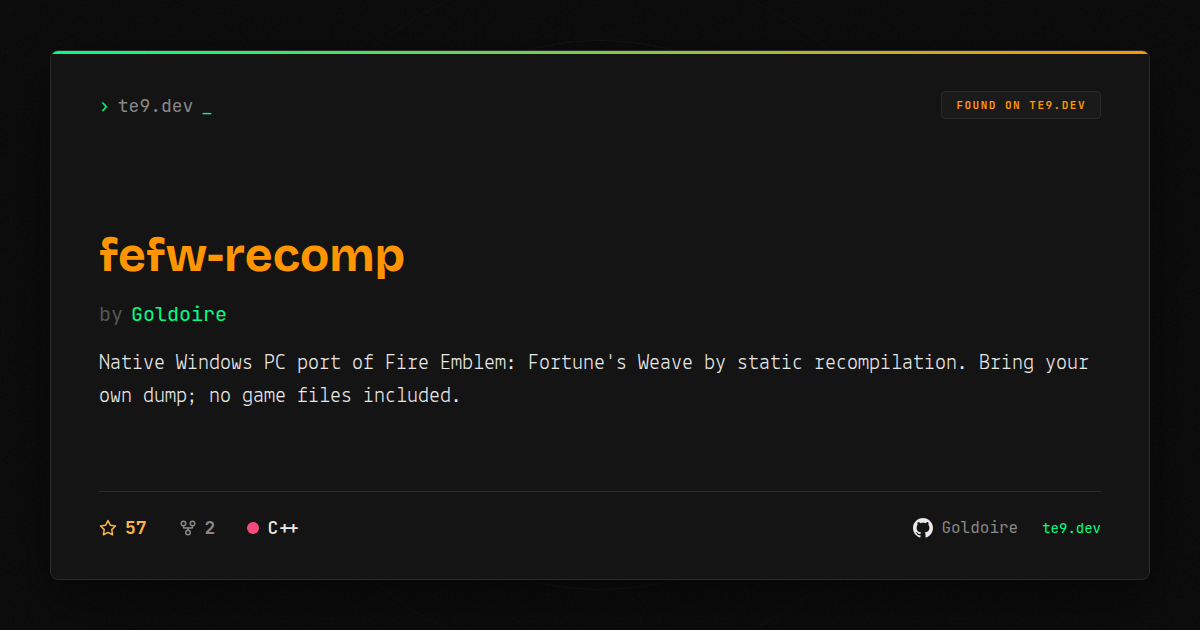 › te9.dev _
FOUND ON TE9.DEV
fefw-recomp
by Goldoire
Native Windows PC port of Fire Emblem: Fortune's Weave by static recompilation. Bring your
own dump; no game files included.
57 2 C++
Goldoire te9.dev